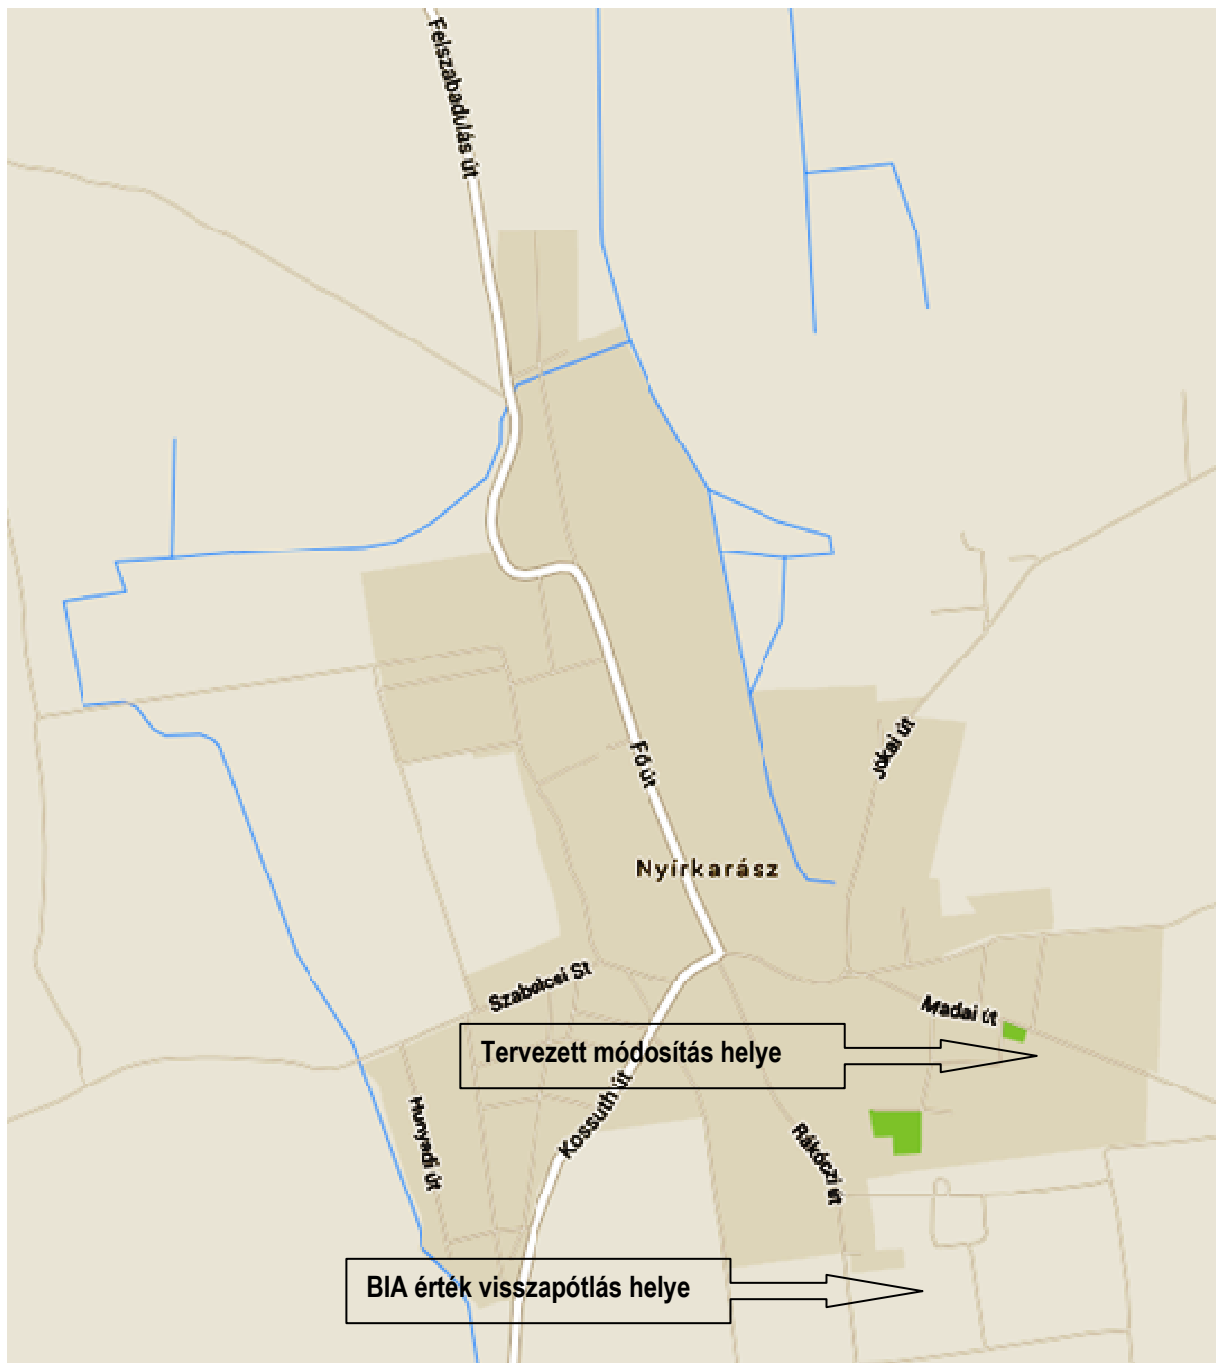 Felszabadulás út
Fő út
Jókai út
Nyírkarász
Szabolcsi St
Madai út
Tervezett módosítás helye
Kossuth út
Hunyadi út
Rákóczi út
BIA érték visszapótlás helye